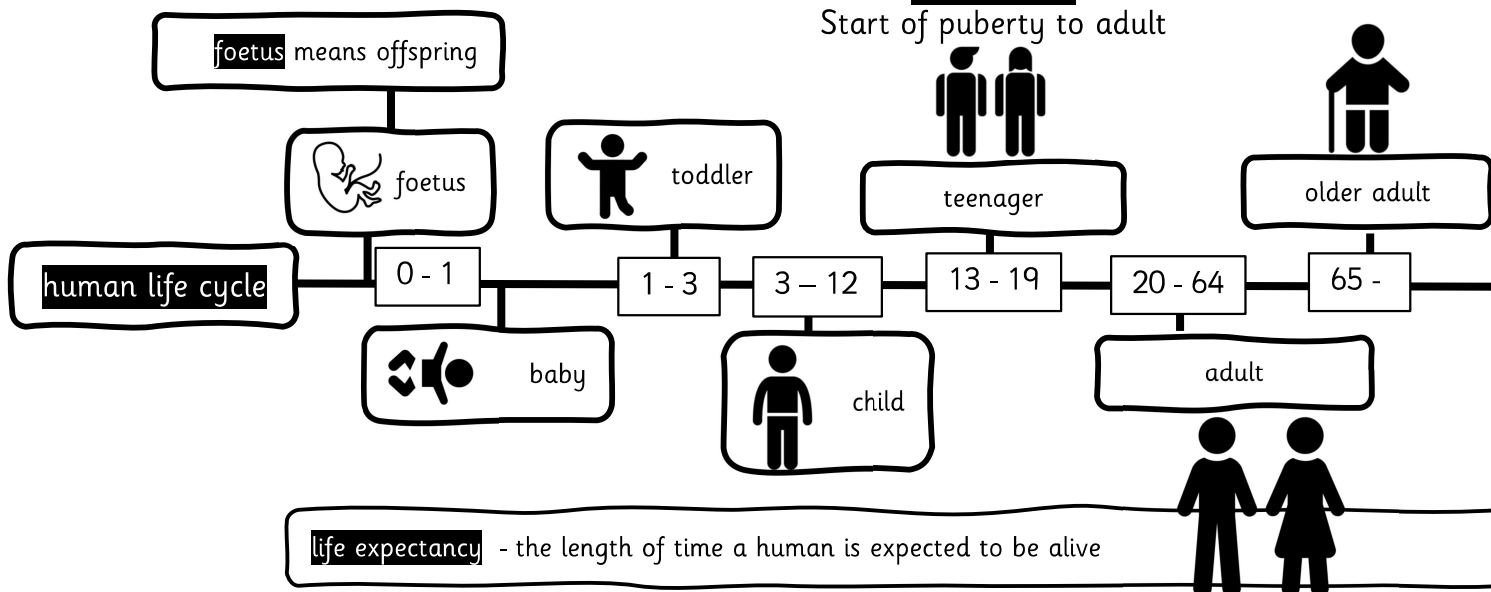 Start of puberty to adult
foetus means offspring
foetus
toddler
teenager
older adult
human life cycle
0 - 1
1 - 3
3 – 12
13 - 19
20 - 64
65 -
baby
child
adult
life expectancy - the length of time a human is expected to be alive